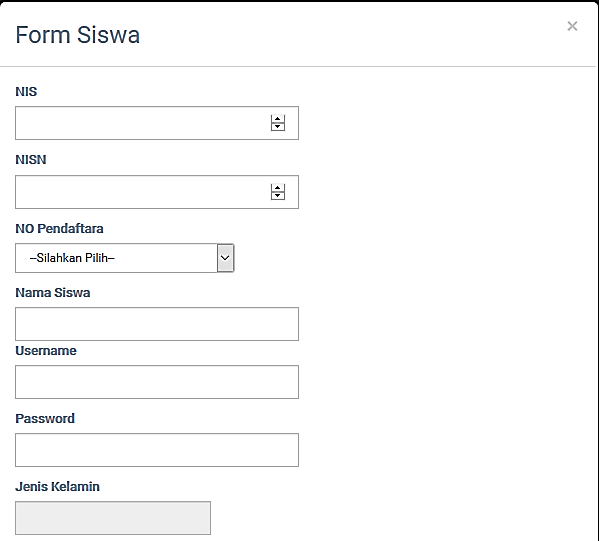 Form Siswa
×
NIS
NISN
NO Pendaftara
--Silahkan Pilih--
Nama Siswa
Username
Password
Jenis Kelamin